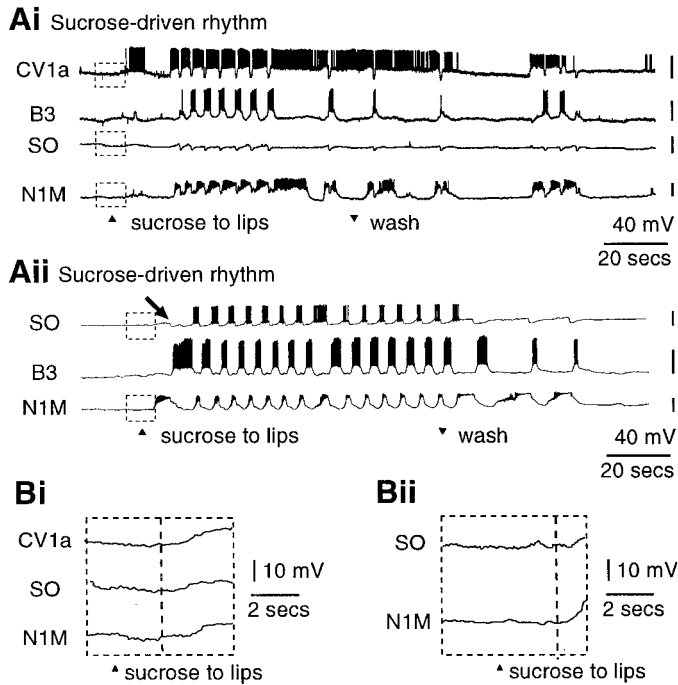 Ai Sucrose-driven rhythm
CV1a
B3
SO
N1M
▲ sucrose to lips ▼ wash
40 mV
20 secs
Aii Sucrose-driven rhythm
SO
B3
N1M
▲ sucrose to lips ▼ wash
40 mV
20 secs
Bi
CV1a
SO
N1M
10 mV
2 secs
▲ sucrose to lips
Bii
SO
N1M
10 mV
2 secs
▲ sucrose to lips